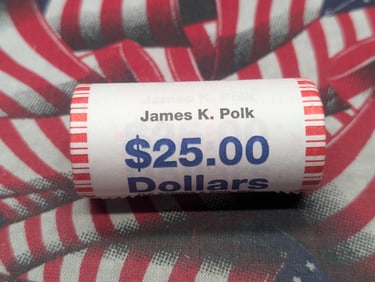 James K. Polk
$25.00
Dollars